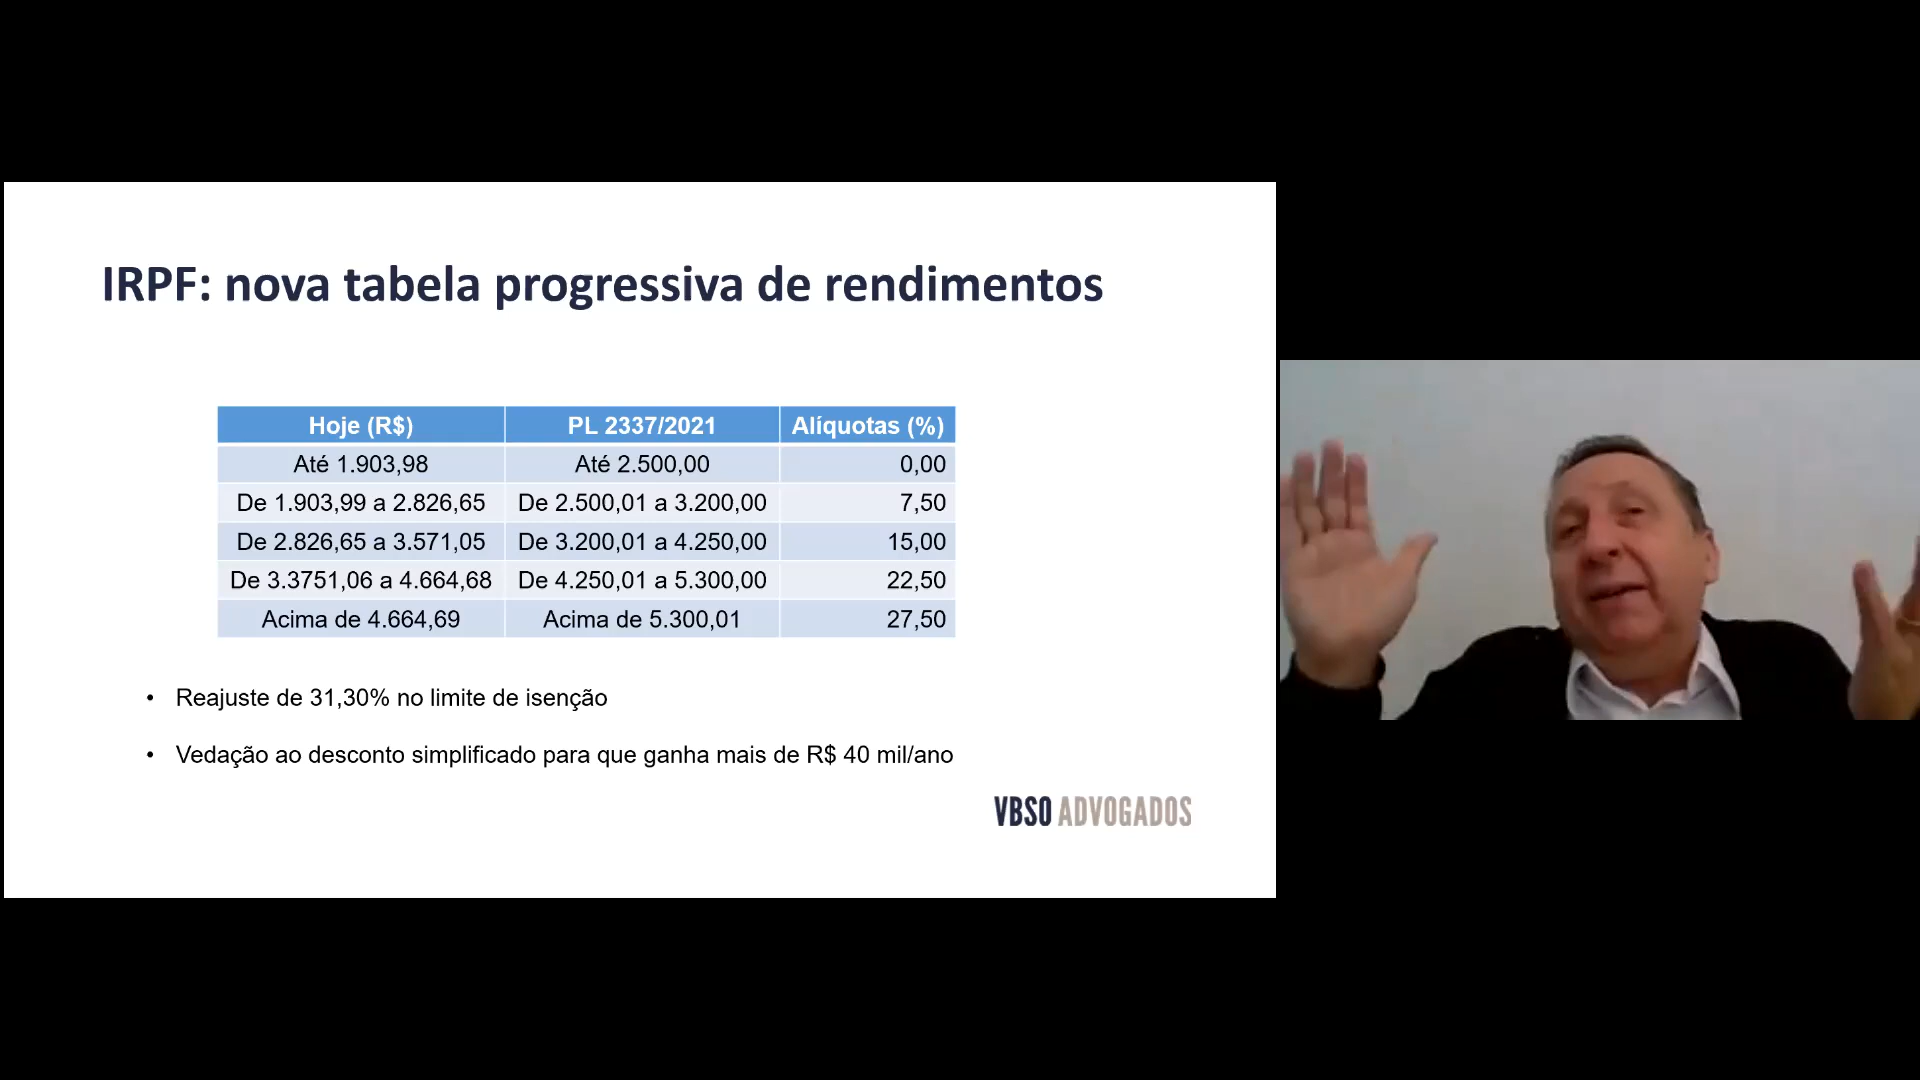 IRPF: nova tabela progressiva de rendimentos
Hoje (R$) PL 2337/2021 Alíquotas (%)
Até 1.903,98 Até 2.500,00 0,00
De 1.903,99 a 2.826,65 De 2.500,01 a 3.200,00 7,50
De 2.826,65 a 3.571,05 De 3.200,01 a 4.250,00 15,00
De 3.3751,06 a 4.664,68 De 4.250,01 a 5.300,00 22,50
Acima de 4.664,69 Acima de 5.300,01 27,50
• Reajuste de 31,30% no limite de isenção
• Vedação ao desconto simplificado para que ganha mais de R$ 40 mil/ano
VBSO ADVOGADOS